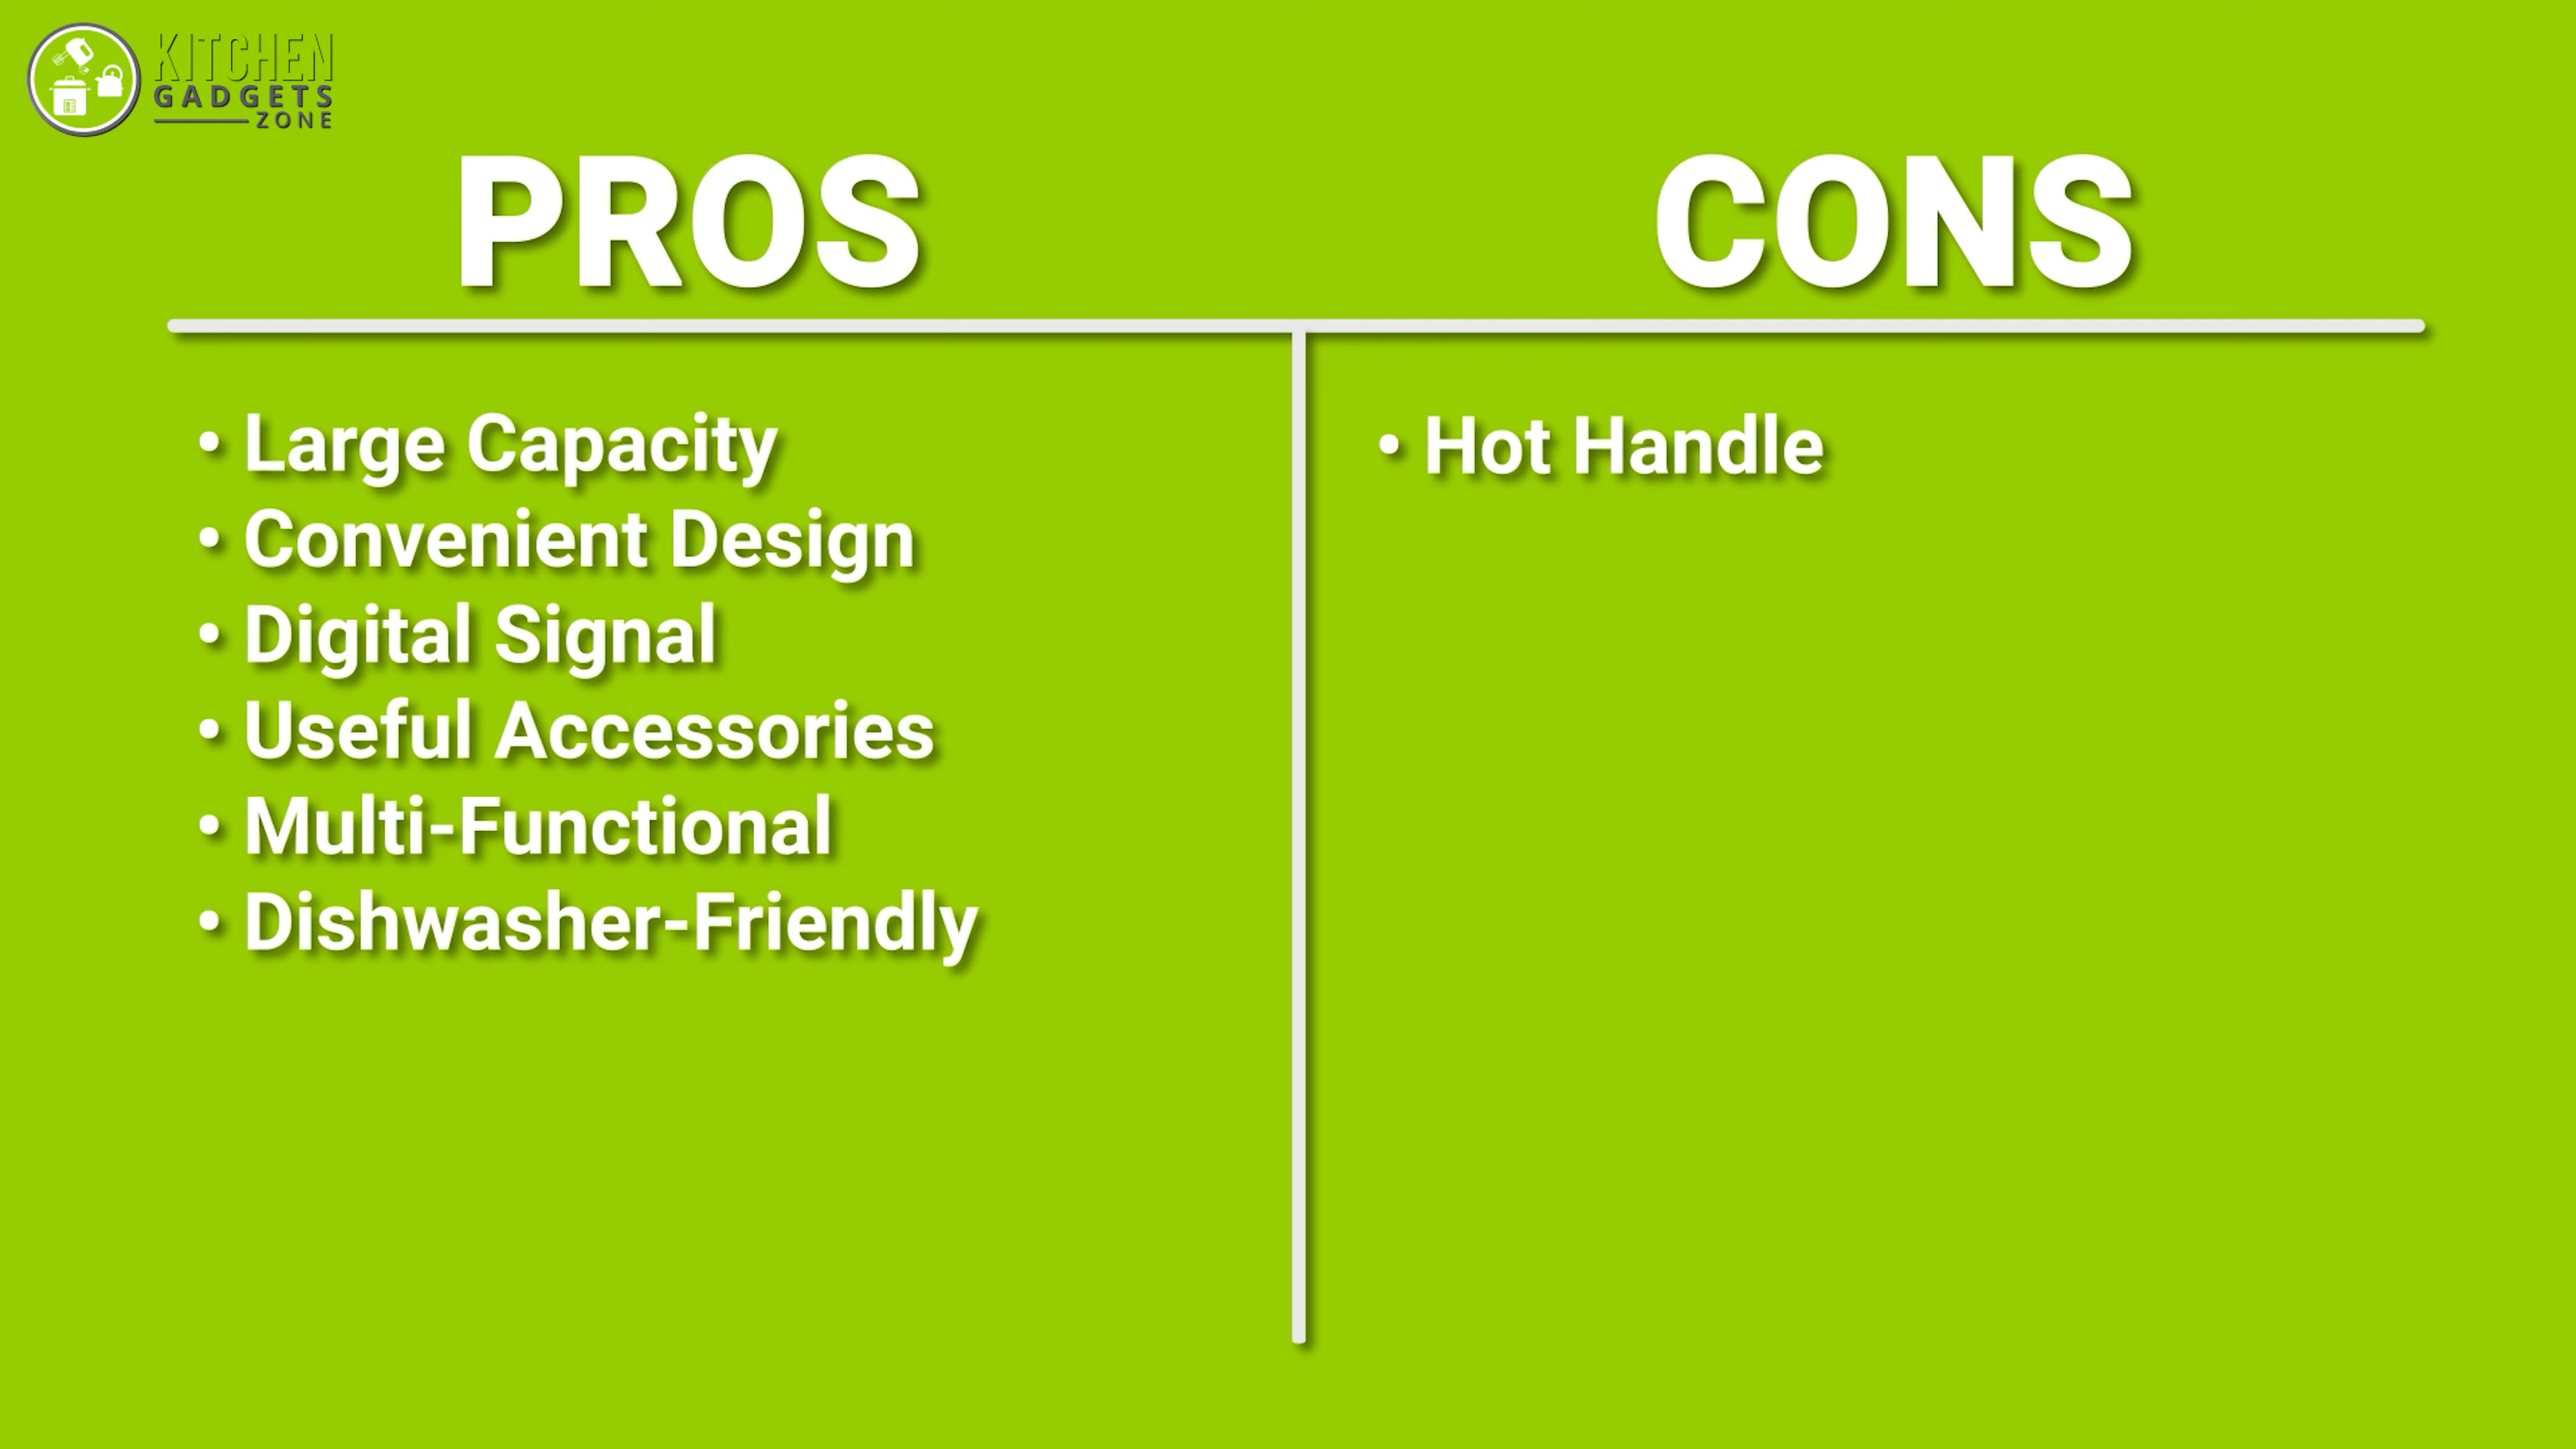 KITCHEN
GADGETS
ZONE
PROS
CONS
• Large Capacity
• Convenient Design
• Digital Signal
• Useful Accessories
• Multi-Functional
• Dishwasher-Friendly
• Hot Handle